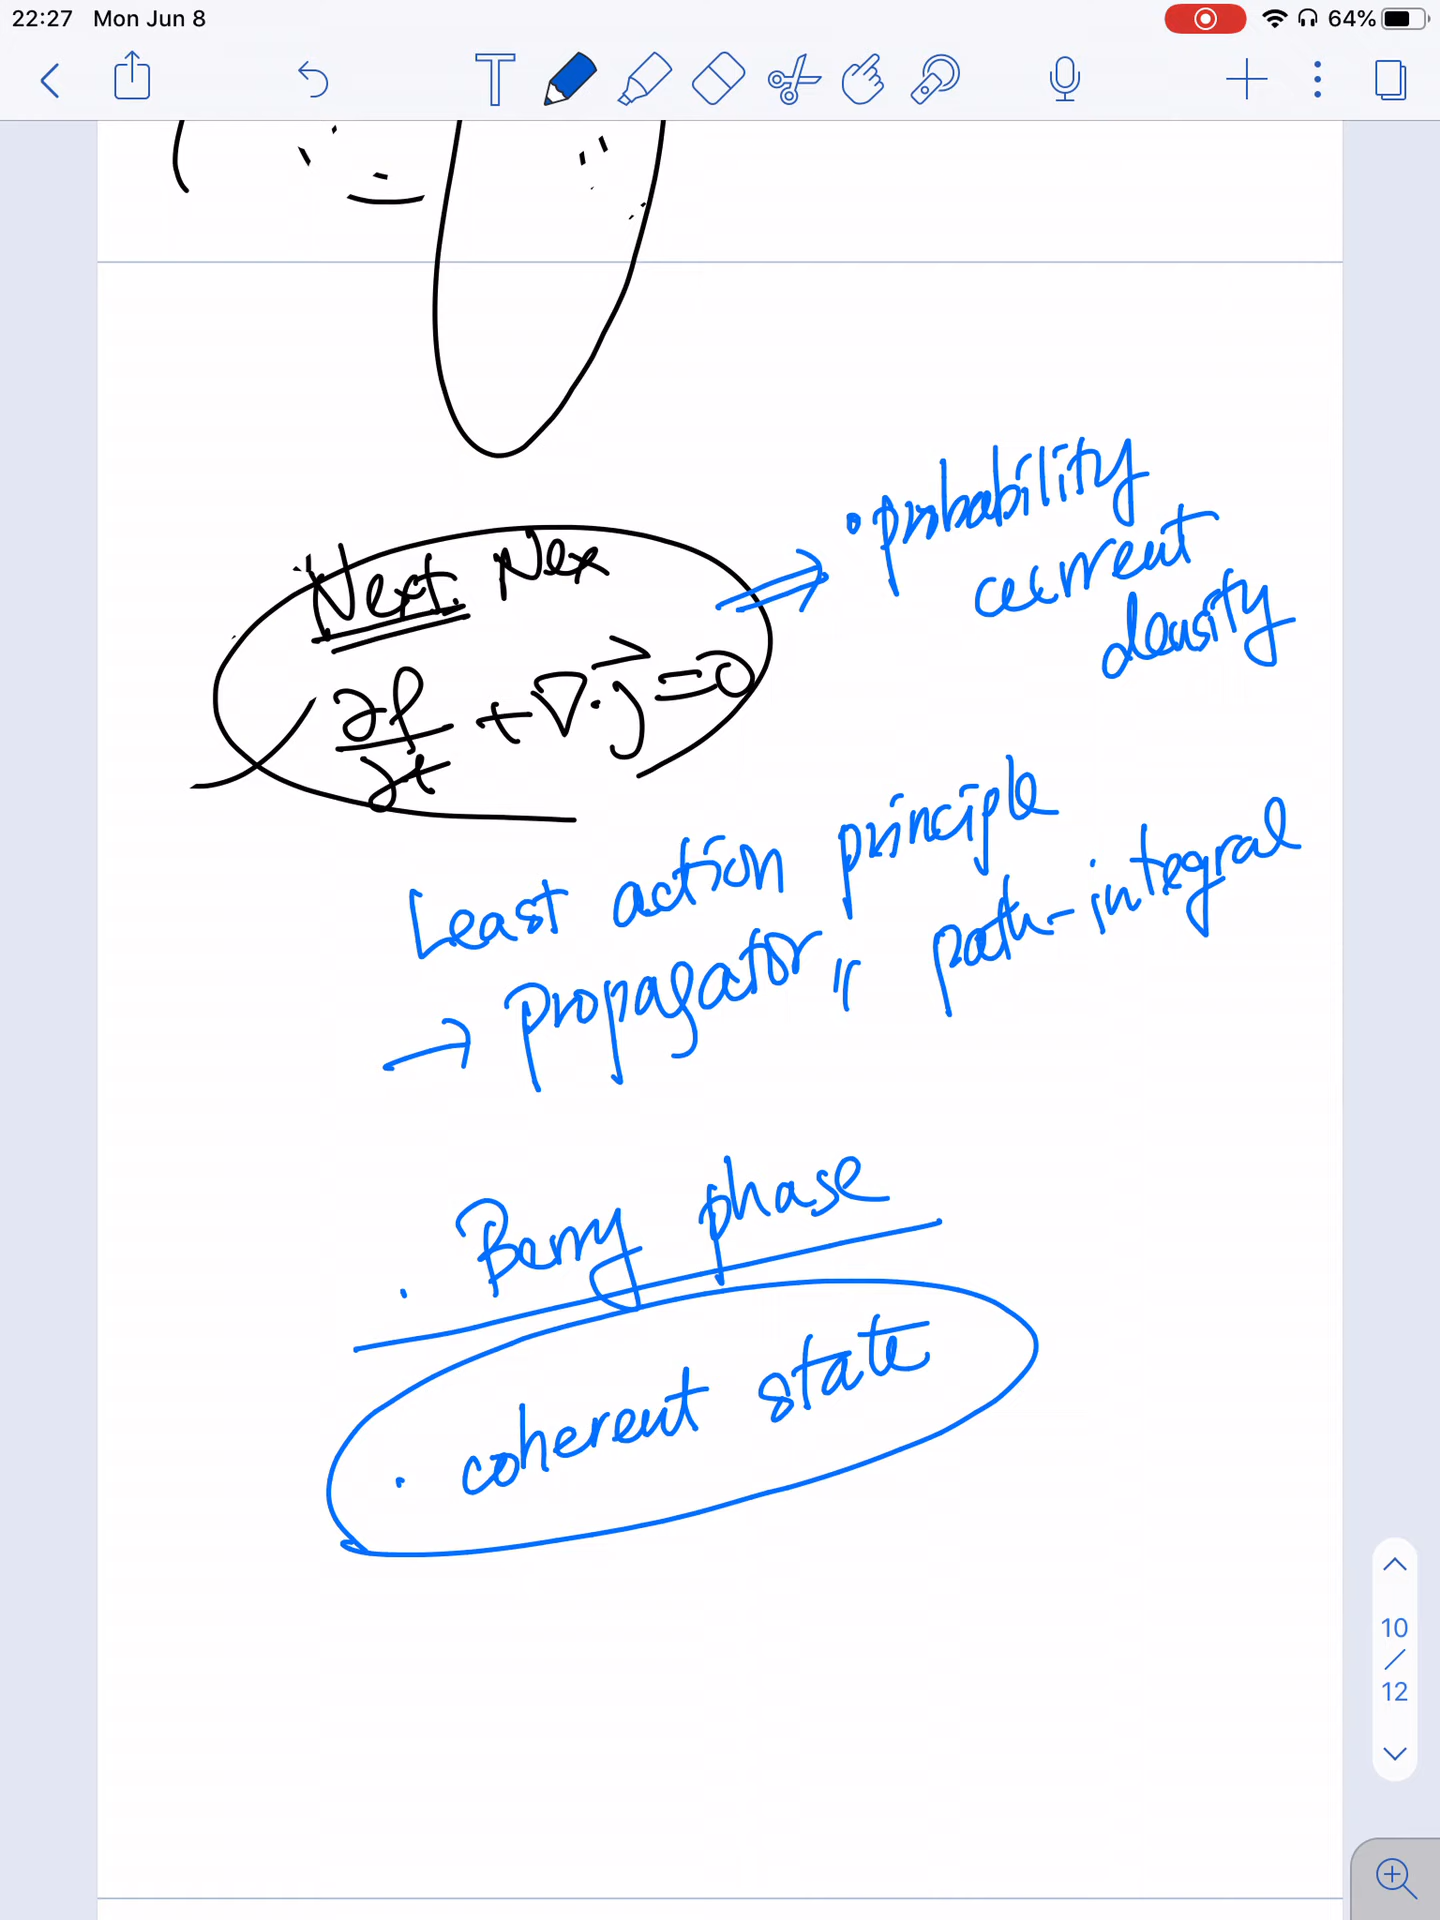 22:27 Mon Jun 8 64%
T
Next. Nex
∂ρ/∂t + ∇·j⃗ = 0
⇒ • probability
current
density
Least action principle
→ propagator, path-integral
• Berry phase
• coherent state
10
/
12